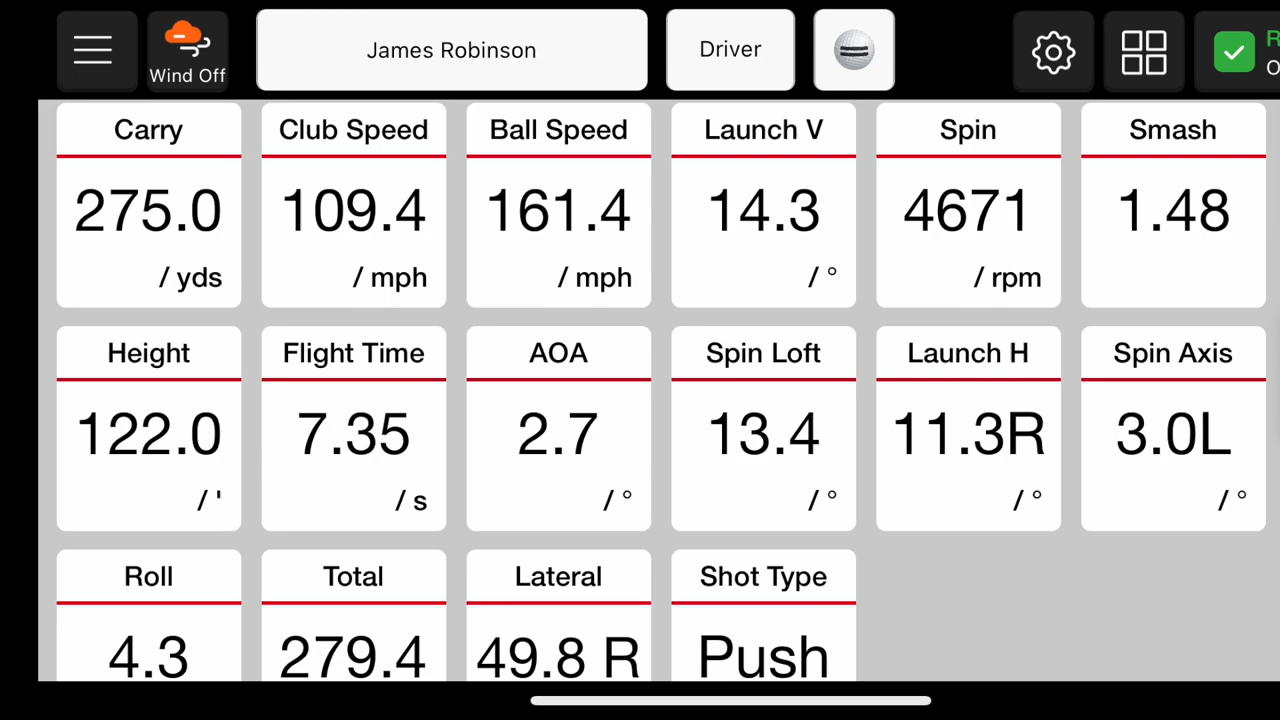 James Robinson
Driver
Wind Off
Carry
Club Speed
Ball Speed
Launch V
Spin
Smash
275.0
109.4
161.4
14.3
4671
1.48
/ yds
/ mph
/ mph
/ °
/ rpm
Height
Flight Time
AOA
Spin Loft
Launch H
Spin Axis
122.0
7.35
2.7
13.4
11.3R
3.0L
/ '
/ s
/ °
/ °
/ °
/ °
Roll
Total
Lateral
Shot Type
4.3
279.4
49.8 R
Push